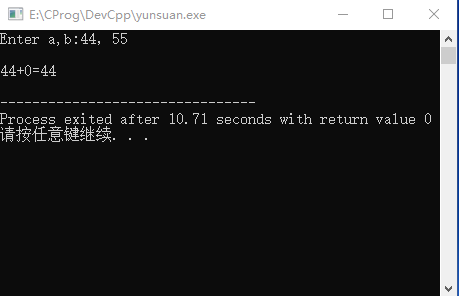 E:\CProg\DevCpp\yunsuan.exe
Enter a,b:44, 55
44+0=44
--------------------------------
Process exited after 10.71 seconds with return value 0
请按任意键继续. . .